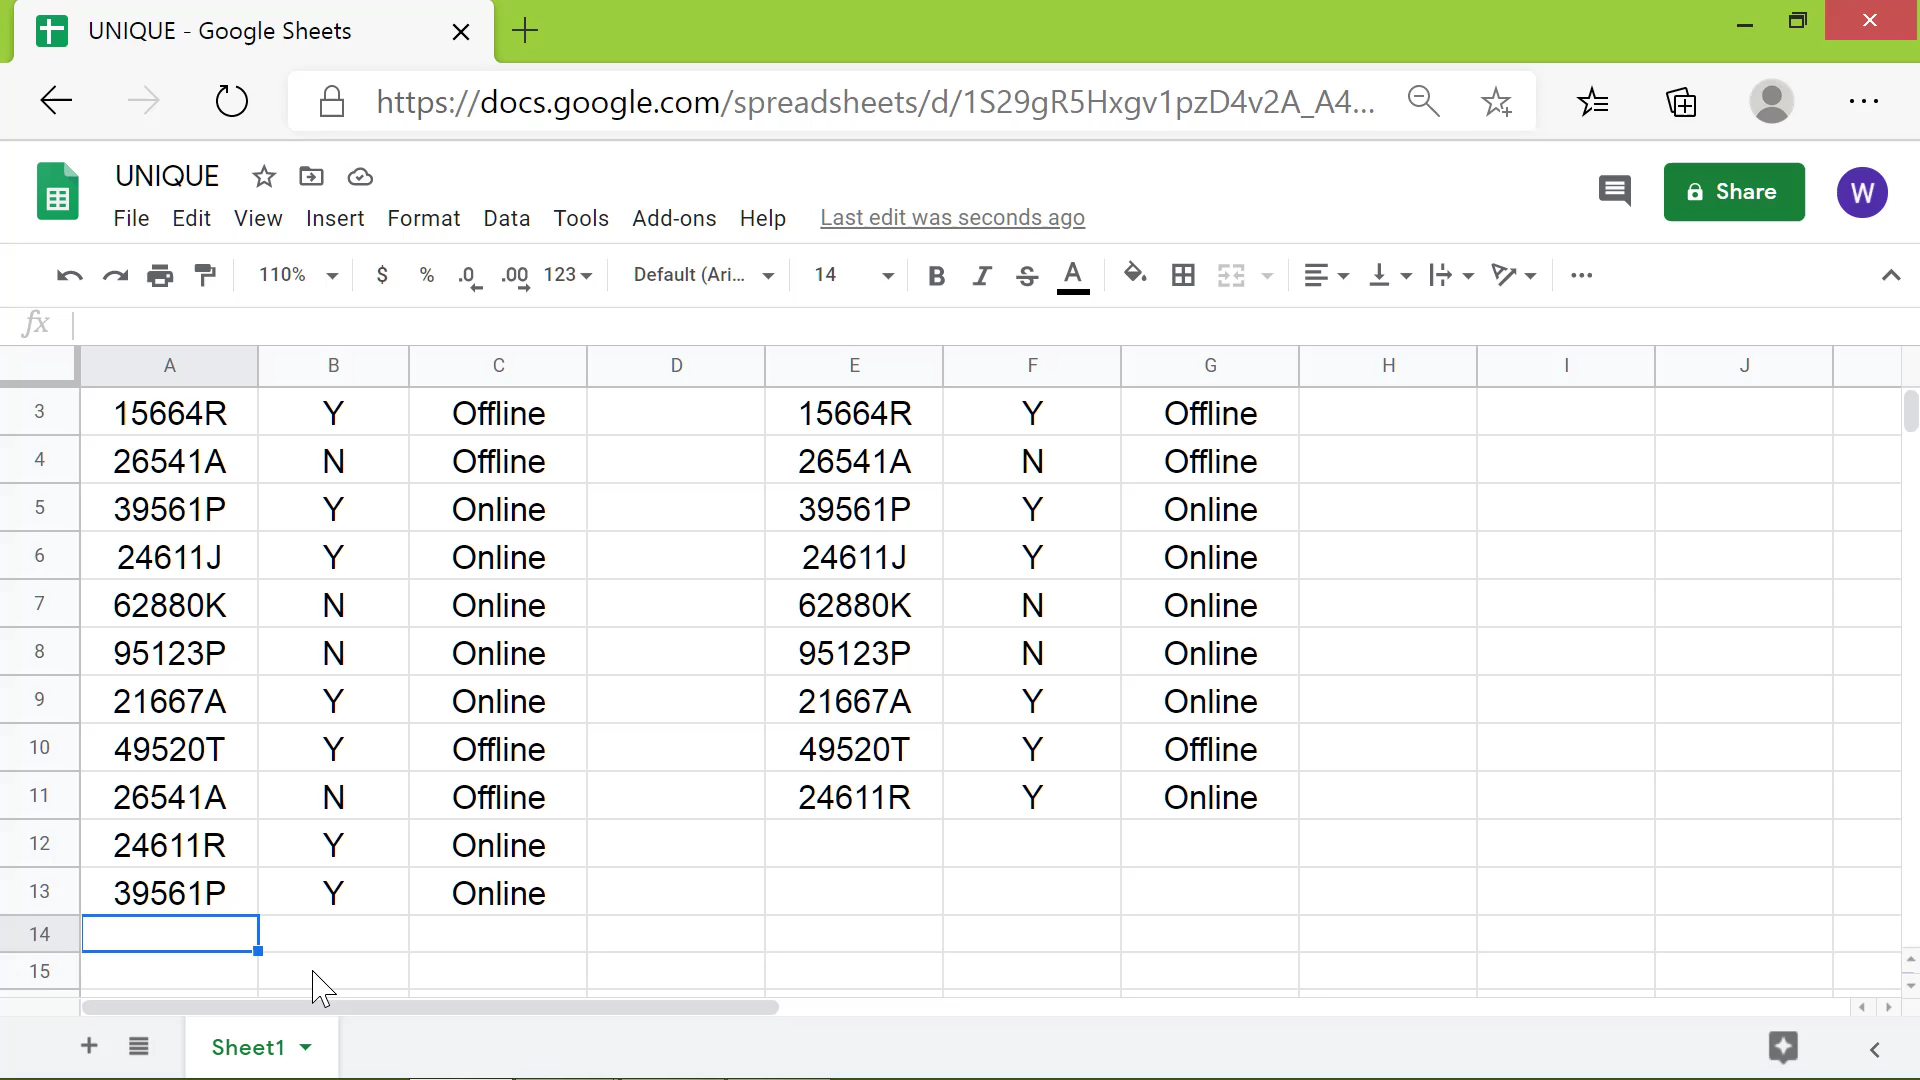 UNIQUE - Google Sheets
https://docs.google.com/spreadsheets/d/1S29gR5Hxgv1pzD4v2A_A4...
UNIQUE
Share
W
File Edit View Insert Format Data Tools Add-ons Help Last edit was seconds ago
110% $ % .0 .00 123 Default (Ari... 14 B I S A
fx
A B C D E F G H I J
3 15664R Y Offline 15664R Y Offline
4 26541A N Offline 26541A N Offline
5 39561P Y Online 39561P Y Online
6 24611J Y Online 24611J Y Online
7 62880K N Online 62880K N Online
8 95123P N Online 95123P N Online
9 21667A Y Online 21667A Y Online
10 49520T Y Offline 49520T Y Offline
11 26541A N Offline 24611R Y Online
12 24611R Y Online
13 39561P Y Online
14
15
Sheet1